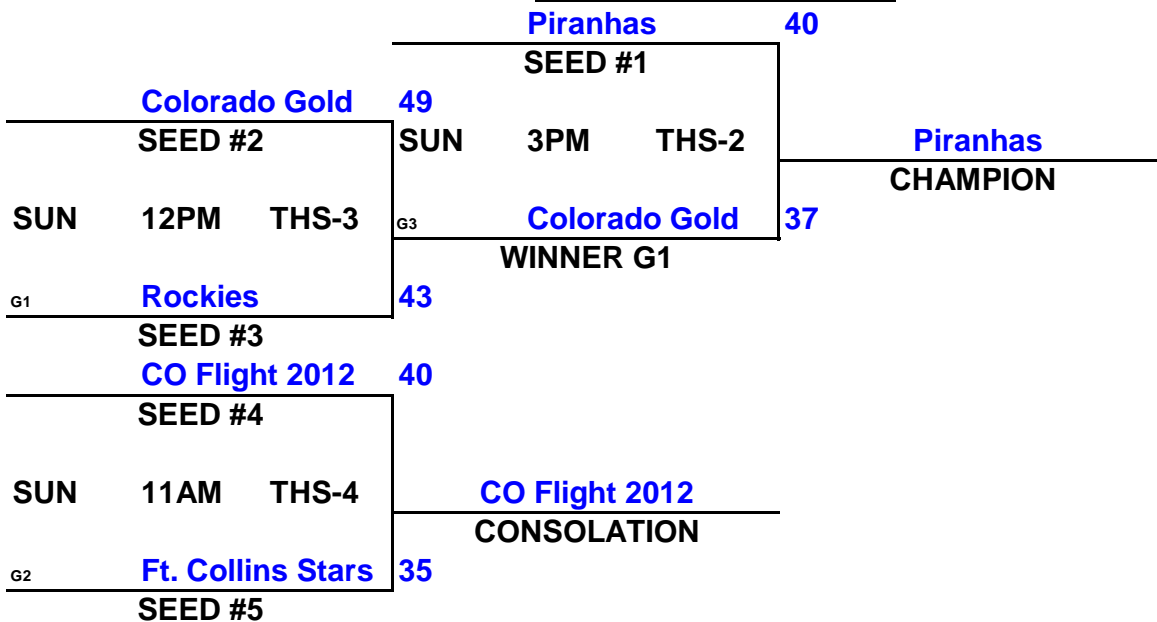 Piranhas 40
SEED #1
Colorado Gold 49
SEED #2 SUN 3PM THS-2 Piranhas
CHAMPION
SUN 12PM THS-3 G3 Colorado Gold 37
WINNER G1
G1 Rockies 43
SEED #3
CO Flight 2012 40
SEED #4
SUN 11AM THS-4 CO Flight 2012
CONSOLATION
G2 Ft. Collins Stars 35
SEED #5